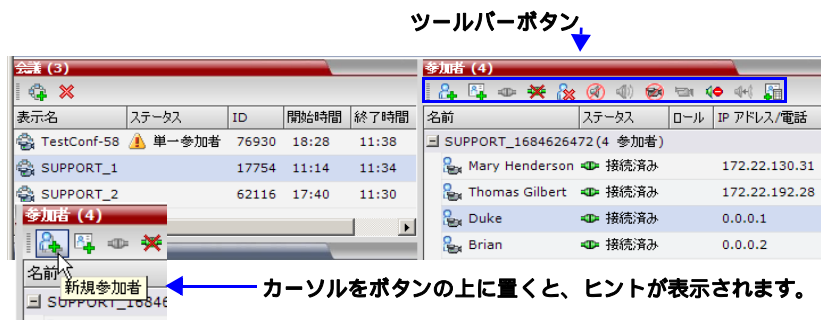 ツールバーボタン
会議 (3)
表示名 ステータス ID 開始時間 終了時間
TestConf-58 単一参加者 76930 18:28 11:38
SUPPORT_1 17754 11:14 11:34
SUPPORT_2 62116 17:40 11:30
参加者 (4)
名前 ステータス ロール IP アドレス/電話
SUPPORT_1684626472(4 参加者)
Mary Henderson 接続済み 172.22.130.31
Thomas Gilbert 接続済み 172.22.192.28
Duke 接続済み 0.0.0.1
Brian 接続済み 0.0.0.2
参加者 (4)
名前
新規参加者
カーソルをボタンの上に置くと、ヒントが表示されます。